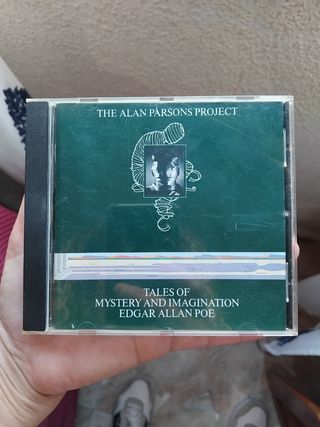 THE ALAN PARSONS PROJECT
TALES OF
MYSTERY AND IMAGINATION
EDGAR ALLAN POE